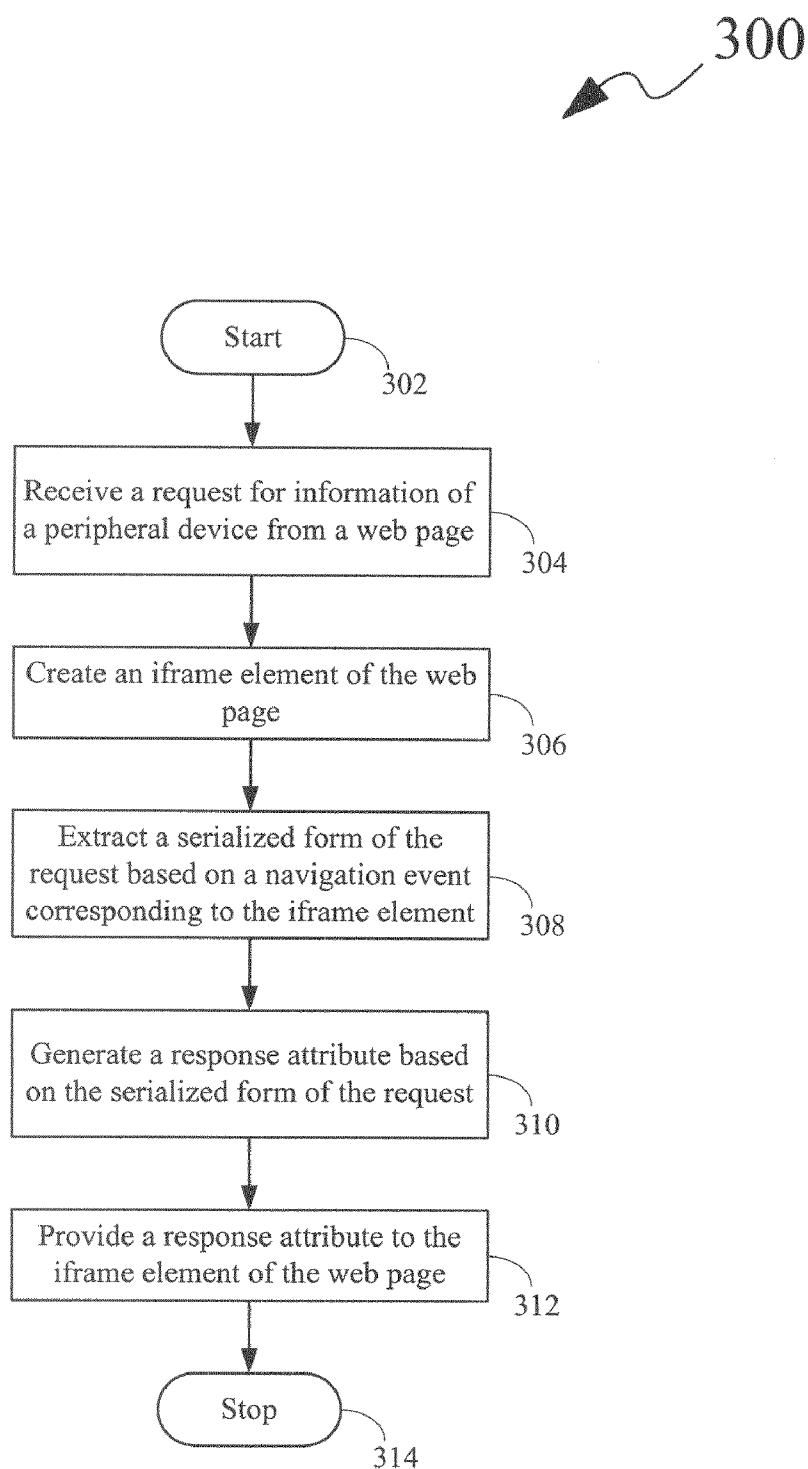 300
Start
302
Receive a request for information of
a peripheral device from a web page
304
Create an iframe element of the web
page
306
Extract a serialized form of the
request based on a navigation event
corresponding to the iframe element
308
Generate a response attribute based
on the serialized form of the request
310
Provide a response attribute to the
iframe element of the web page
312
Stop
314